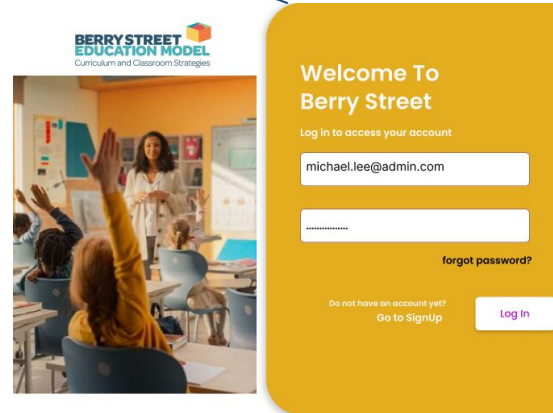 BERRY STREET
EDUCATION MODEL
Curriculum and Classroom Strategies
Welcome To
Berry Street
Log in to access your account
michael.lee@admin.com
................
forgot password?
Do not have an account yet?
Go to SignUp
Log In